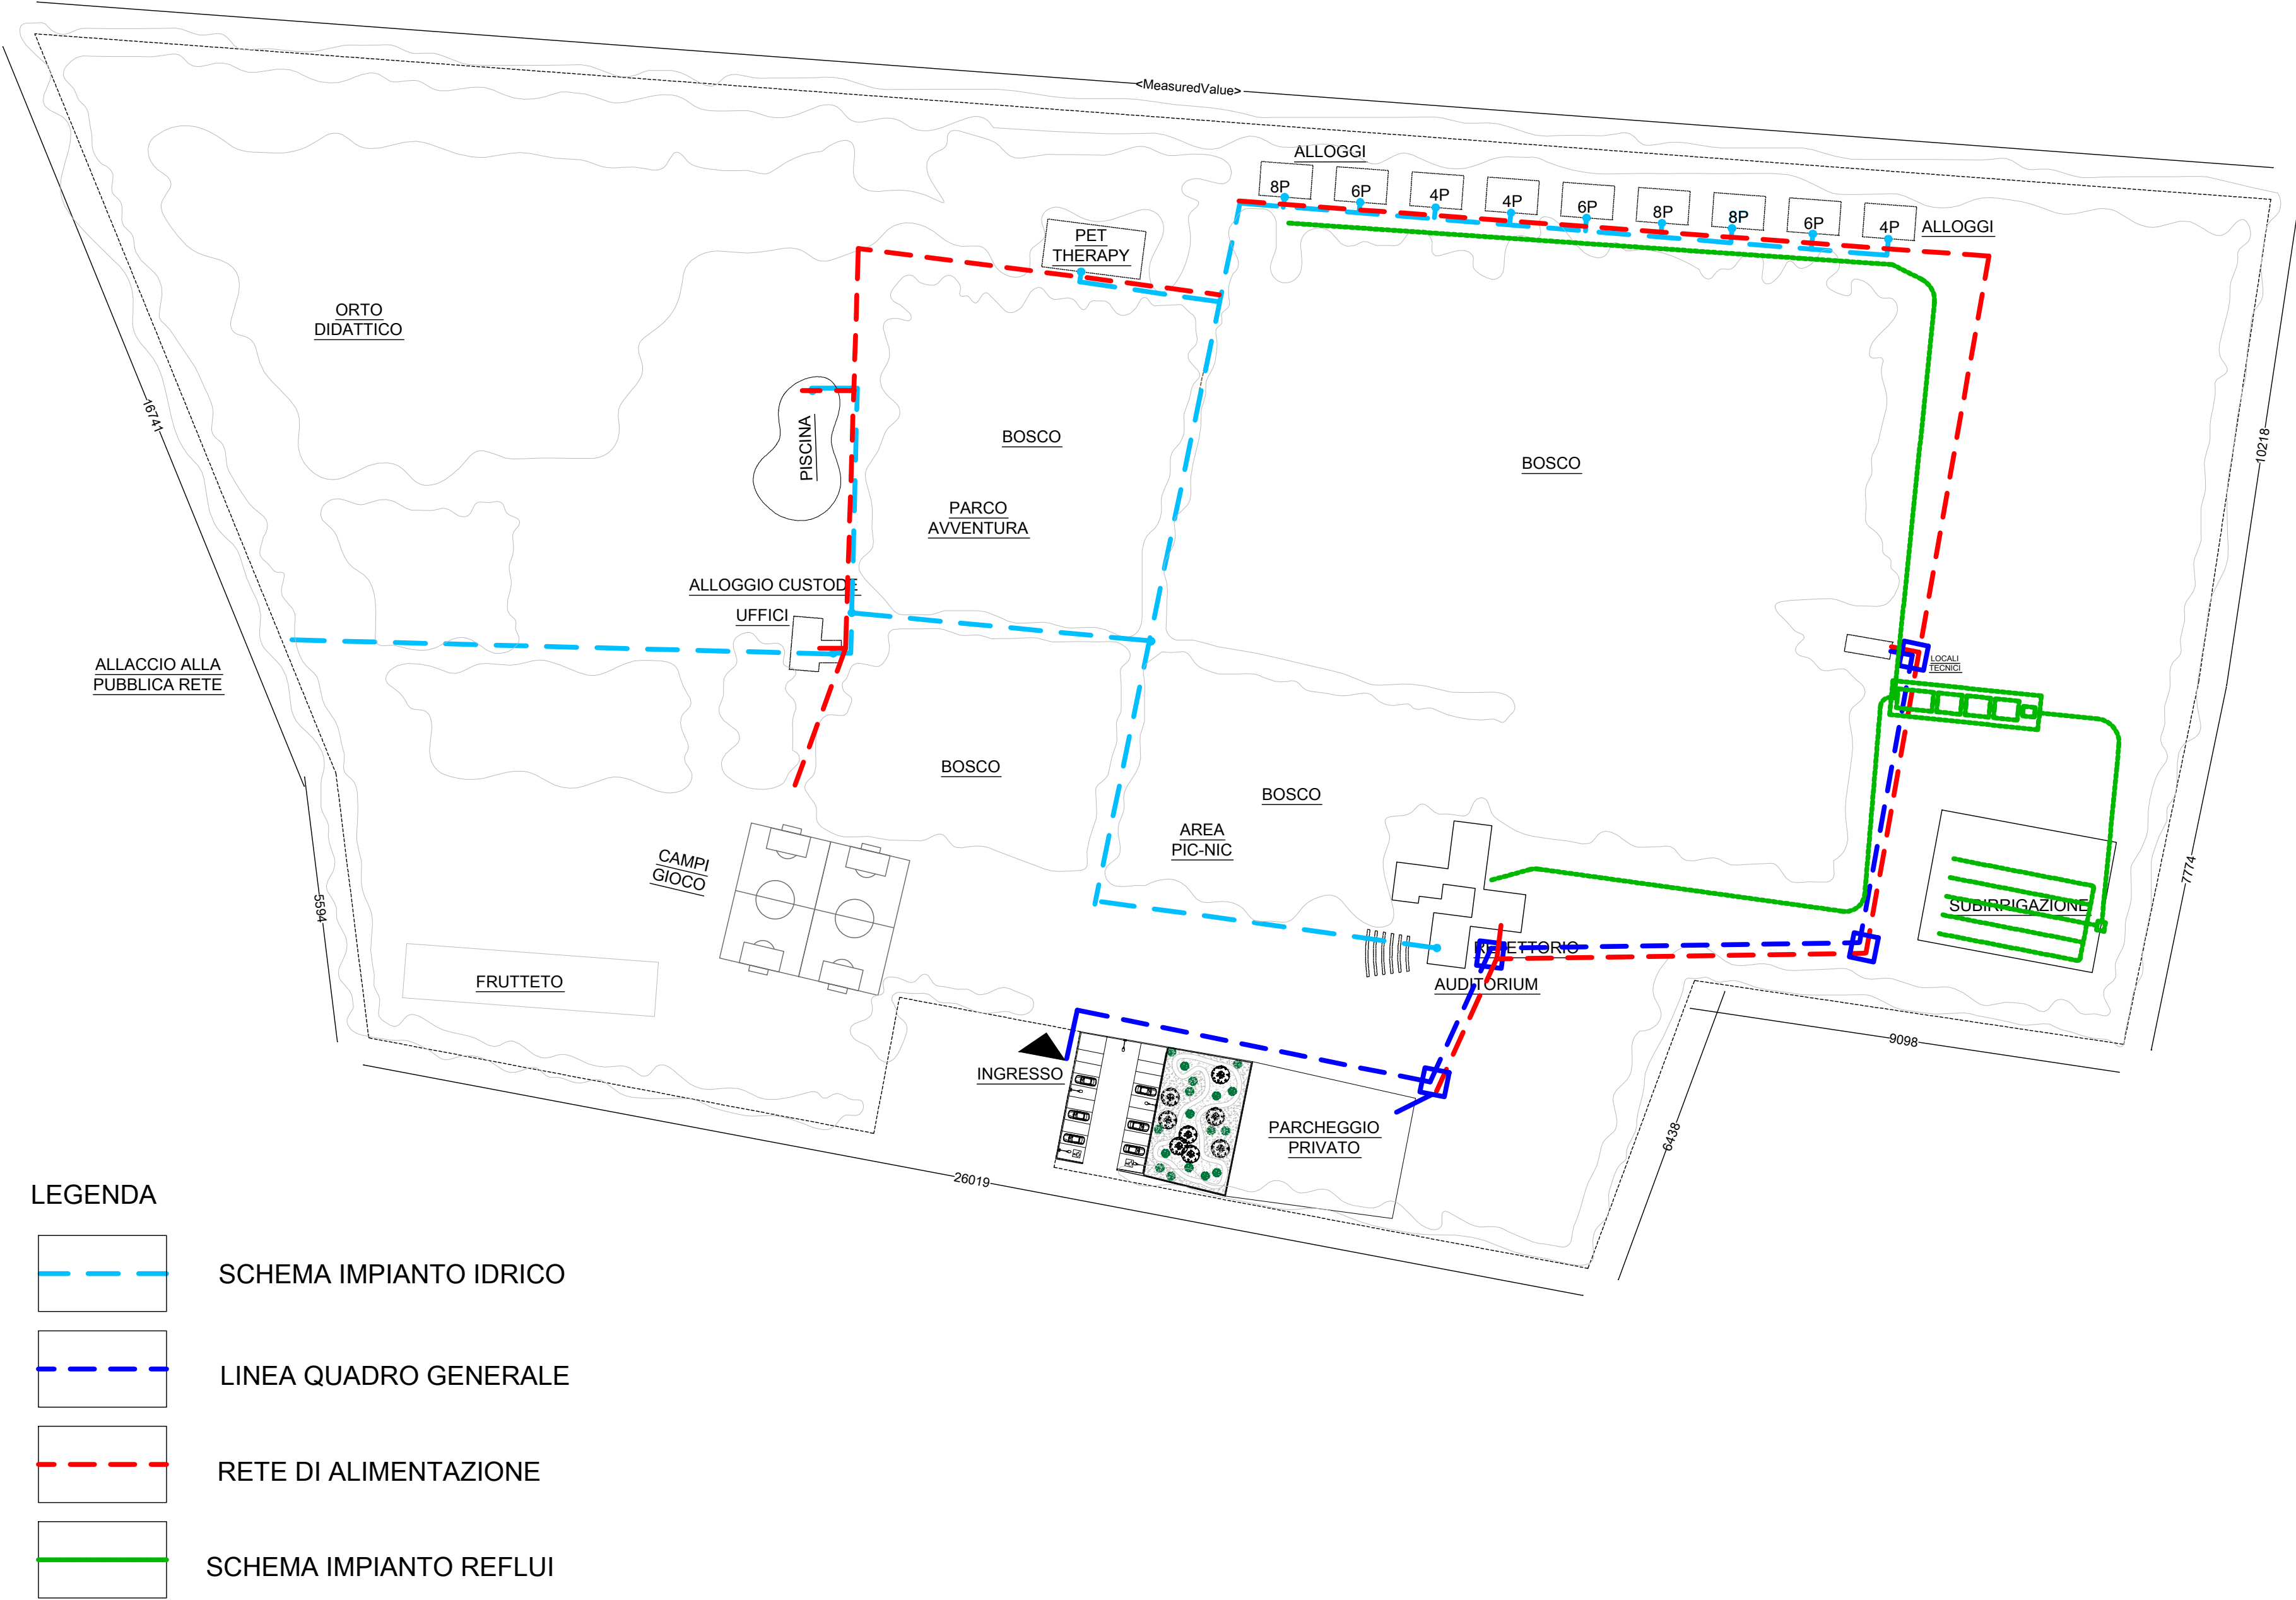 <MeasuredValue>
ALLOGGI
8P
6P
4P
4P
6P
8P
8P
6P
4P
ALLOGGI
PET
THERAPY
ORTO
DIDATTICO
16741
10218
PISCINA
BOSCO
BOSCO
PARCO
AVVENTURA
ALLOGGIO CUSTODE
UFFICI
ALLACCIO ALLA
PUBBLICA RETE
LOCALI
TECNICI
BOSCO
BOSCO
AREA
PIC-NIC
CAMPI
GIOCO
7774
5594
SUBIRRIGAZIONE
REFETTORIO
AUDITORIUM
FRUTTETO
9098
INGRESSO
PARCHEGGIO
PRIVATO
6438
26019
LEGENDA
SCHEMA IMPIANTO IDRICO
LINEA QUADRO GENERALE
RETE DI ALIMENTAZIONE
SCHEMA IMPIANTO REFLUI